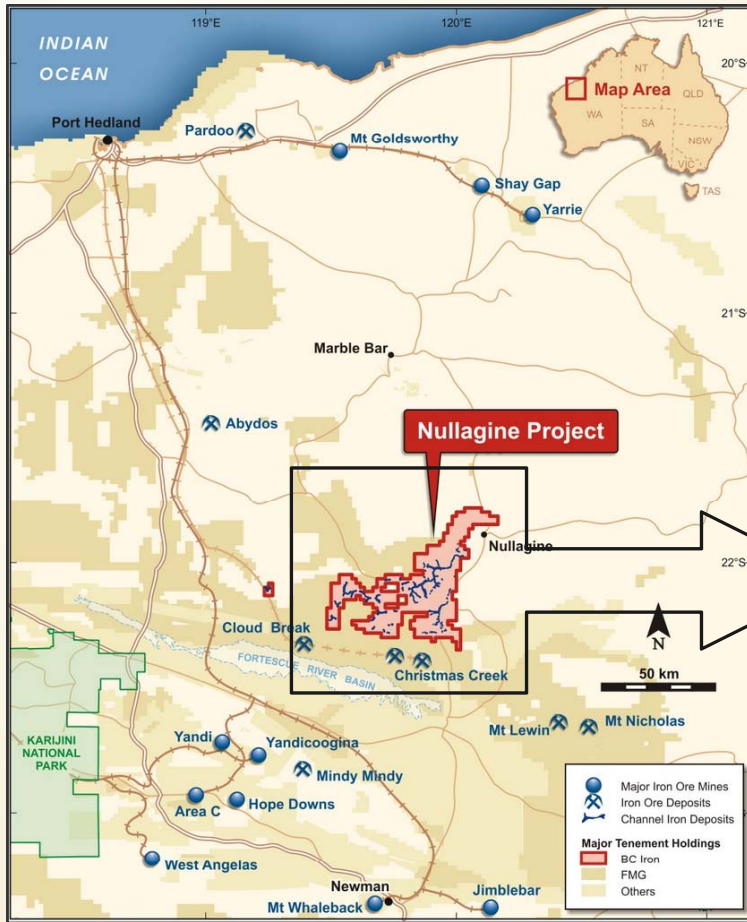 119°E
120°E
121°E
INDIAN
OCEAN
20°S
NT
QLD
WA
SA
NSW
VIC
TAS
Map Area
Port Hedland
Pardoo
Mt Goldsworthy
Shay Gap
Yarrie
21°S
Marble Bar
Abydos
Nullagine Project
Nullagine
22°S
Cloud Break
FORTESCUE RIVER BASIN
Christmas Creek
N
50 km
KARIJINI
NATIONAL
PARK
Yandi
Yandicoogina
Mt Lewin
Mt Nicholas
Mindy Mindy
Area C
Hope Downs
West Angelas
Newman
Mt Whaleback
Jimblebar
Major Iron Ore Mines
Iron Ore Deposits
Channel Iron Deposits
Major Tenement Holdings
BC Iron
FMG
Others